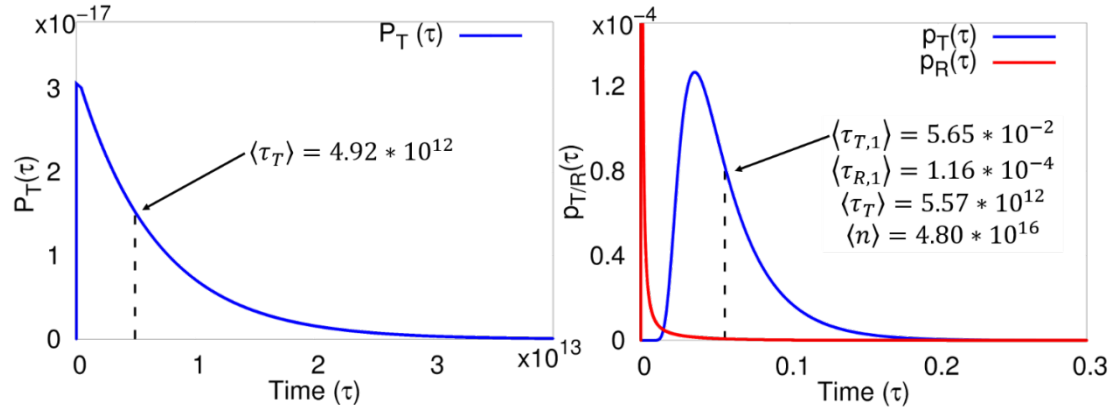 x10⁻¹⁷
P_T (τ)
3
2
1
0
P_T(τ)
⟨τ_T⟩ = 4.92 * 10¹²
0
1
2
3
x10¹³
Time (τ)
x10⁻⁴
p_T(τ)
p_R(τ)
1.2
0.8
0.4
0
p_T/R(τ)
⟨τ_T,1⟩ = 5.65 * 10⁻²
⟨τ_R,1⟩ = 1.16 * 10⁻⁴
⟨τ_T⟩ = 5.57 * 10¹²
⟨n⟩ = 4.80 * 10¹⁶
0
0.1
0.2
0.3
Time (τ)